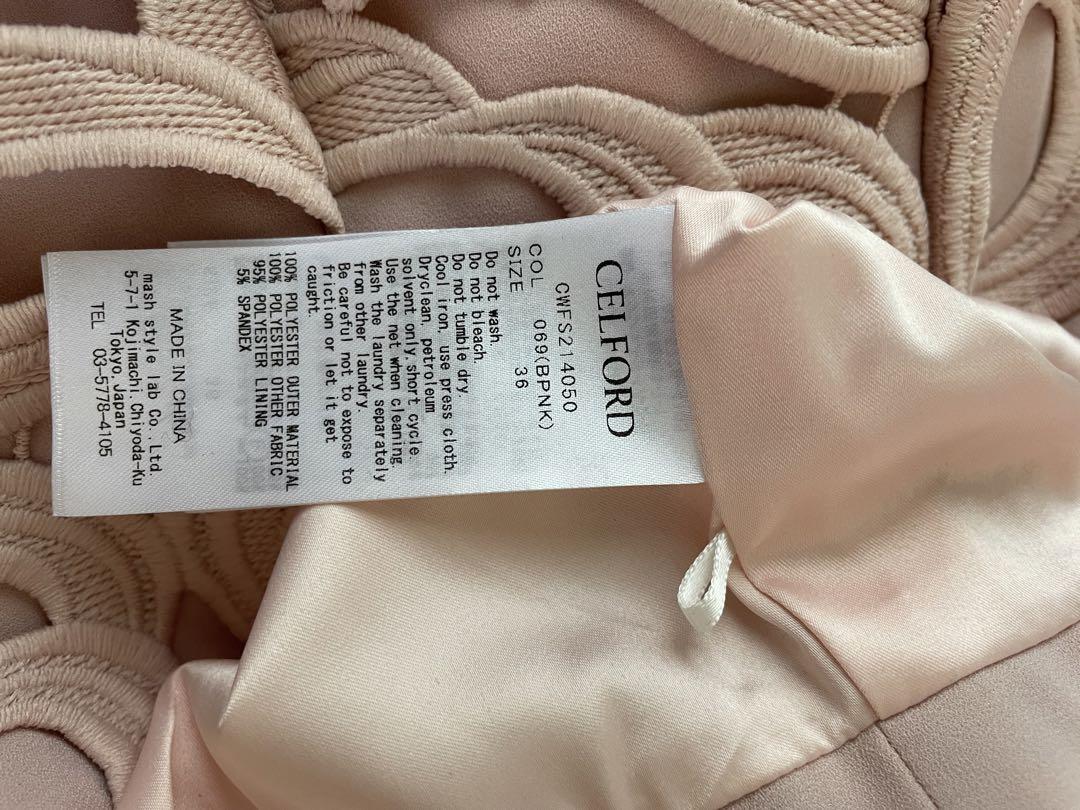 CELFORD
CWFS214050
COL 069(BPNK)
SIZE 36
Do not wash.
Do not bleach.
Do not tumble dry.
Cool iron, use press cloth.
Dryclean, petroleum
solvent only.short cycle.
Use the net when cleaning.
Wash the laundry separately
from other laundry.
Be careful not to expose to
friction or let it get
caught.
100% POLYESTER OUTER MATERIAL
100% POLYESTER OTHER FABRIC
95% POLYESTER LINING
5% SPANDEX
MADE IN CHINA
mash style lab Co.,Ltd.
5-7-1 Kojimachi.Chiyoda-Ku
Tokyo, Japan
TEL 03-5778-4105